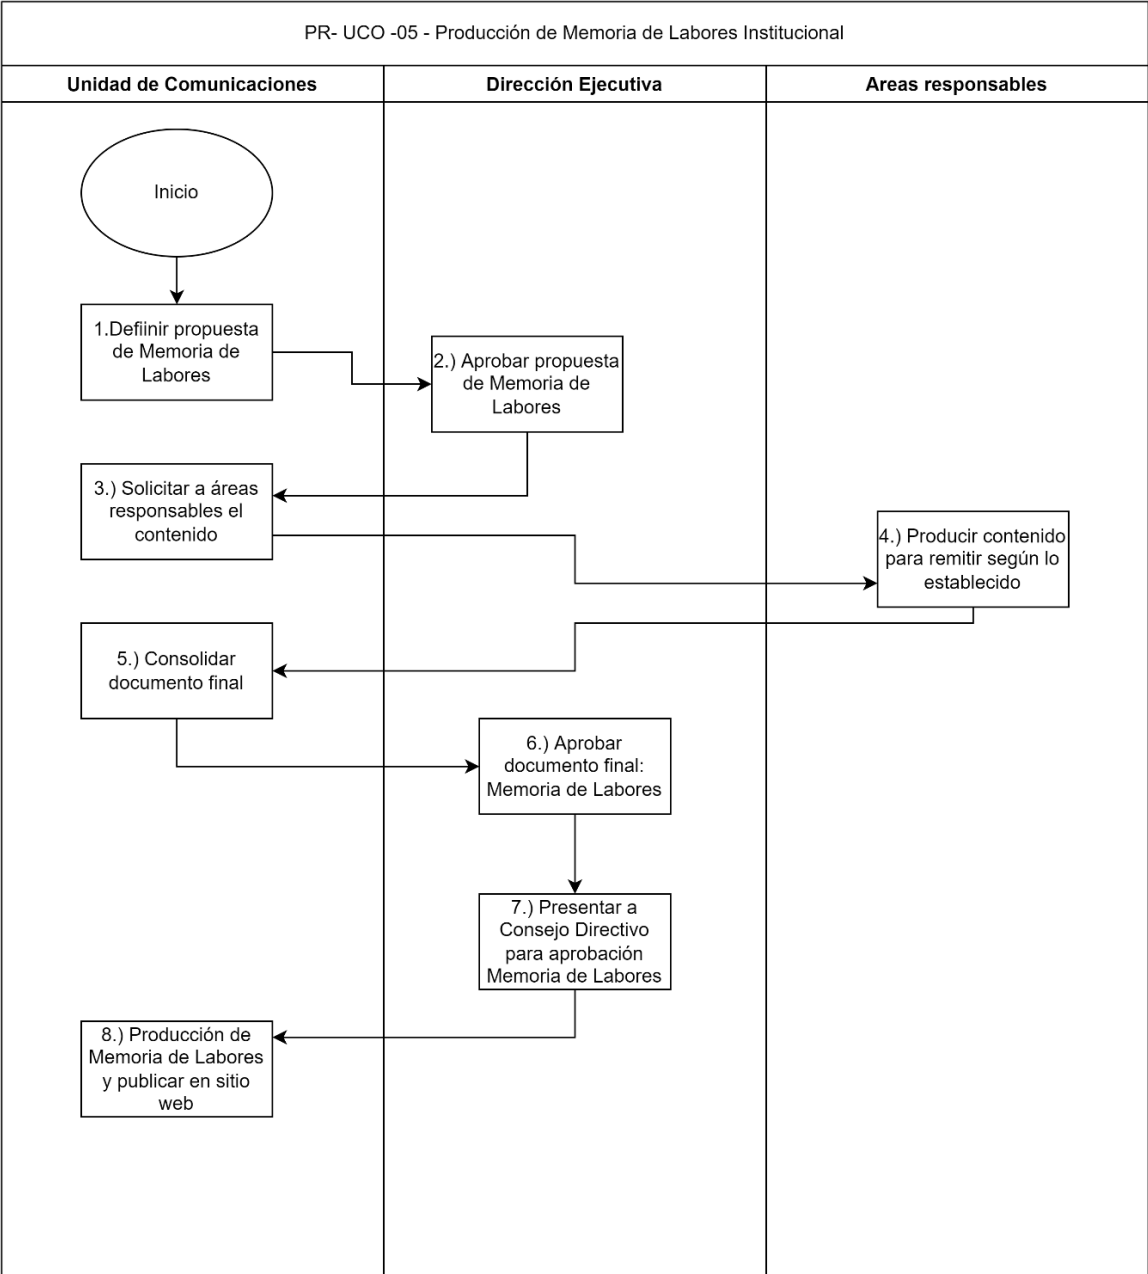 PR- UCO -05 - Producción de Memoria de Labores Institucional
Unidad de Comunicaciones
Dirección Ejecutiva
Areas responsables
Inicio
1.Defiinir propuesta
de Memoria de
Labores
2.) Aprobar propuesta
de Memoria de
Labores
3.) Solicitar a áreas
responsables el
contenido
4.) Producir contenido
para remitir según lo
establecido
5.) Consolidar
documento final
6.) Aprobar
documento final:
Memoria de Labores
7.) Presentar a
Consejo Directivo
para aprobación
Memoria de Labores
8.) Producción de
Memoria de Labores
y publicar en sitio
web